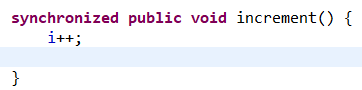 synchronized public void increment() {
    i++;

}